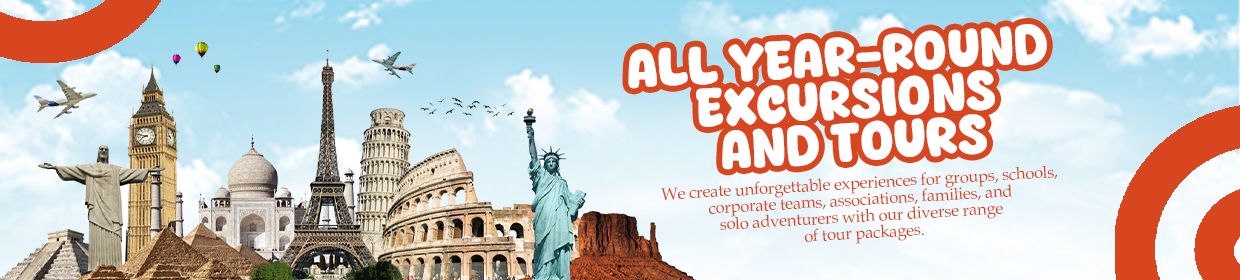 ALL YEAR-ROUND
EXCURSIONS
AND TOURS
We create unforgettable experiences for groups, schools,
corporate teams, associations, families, and
solo adventurers with our diverse range
of tour packages.